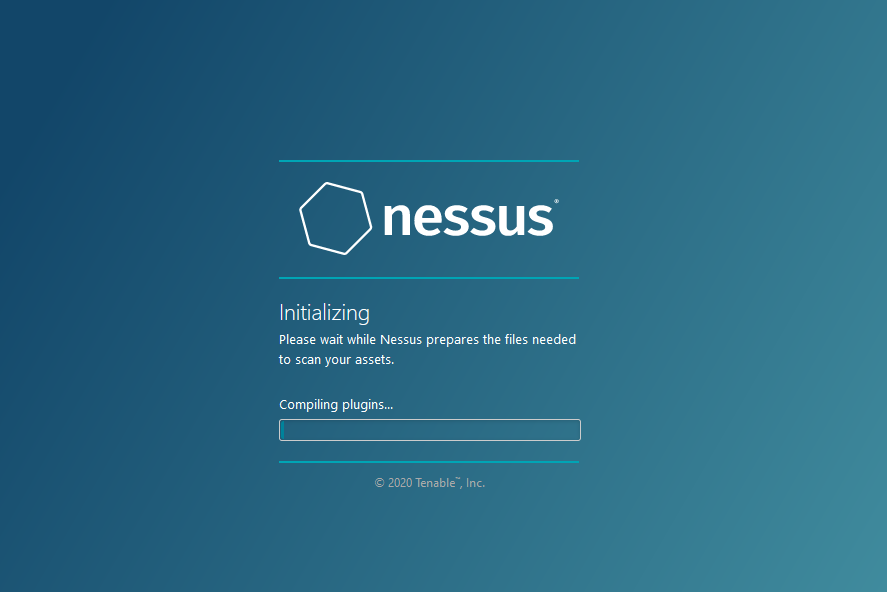 nessus®
Initializing
Please wait while Nessus prepares the files needed
to scan your assets.
Compiling plugins...
© 2020 Tenable™, Inc.